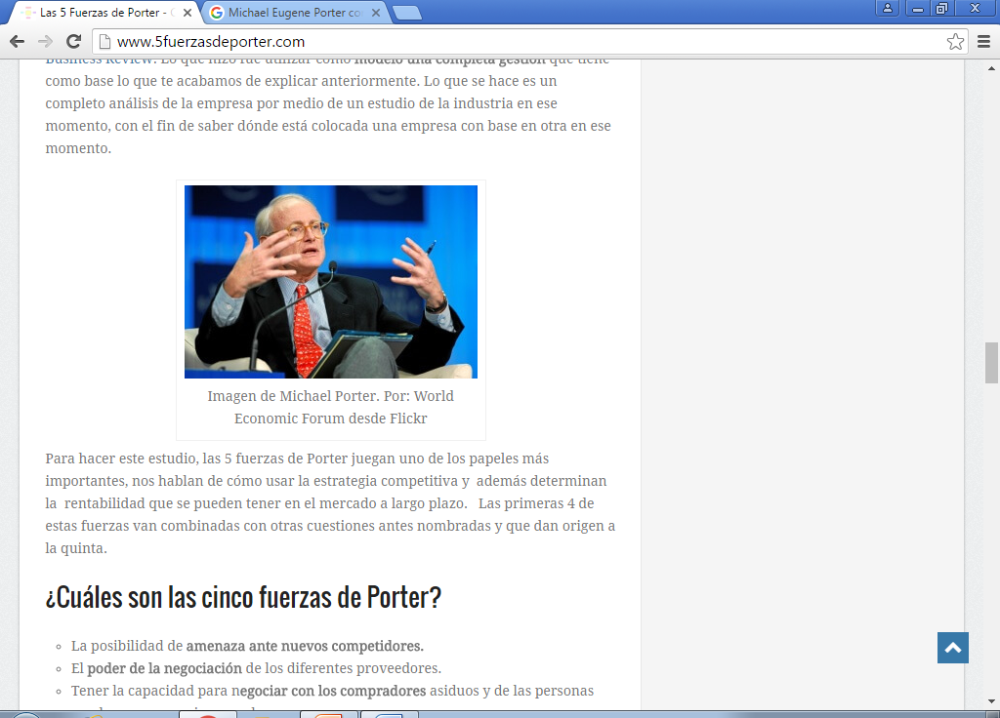 Las 5 Fuerzas de Porter - 
Michael Eugene Porter co
www.5fuerzasdeporter.com
Business Review. Lo que hizo fue utilizar como modelo una completa gestión que tiene
como base lo que te acabamos de explicar anteriormente. Lo que se hace es un
completo análisis de la empresa por medio de un estudio de la industria en ese
momento, con el fin de saber dónde está colocada una empresa con base en otra en ese
momento.
Imagen de Michael Porter. Por: World
Economic Forum desde Flickr
Para hacer este estudio, las 5 fuerzas de Porter juegan uno de los papeles más
importantes, nos hablan de cómo usar la estrategia competitiva y además determinan
la rentabilidad que se pueden tener en el mercado a largo plazo. Las primeras 4 de
estas fuerzas van combinadas con otras cuestiones antes nombradas y que dan origen a
la quinta.
¿Cuáles son las cinco fuerzas de Porter?
La posibilidad de amenaza ante nuevos competidores.
El poder de la negociación de los diferentes proveedores.
Tener la capacidad para negociar con los compradores asiduos y de las personas